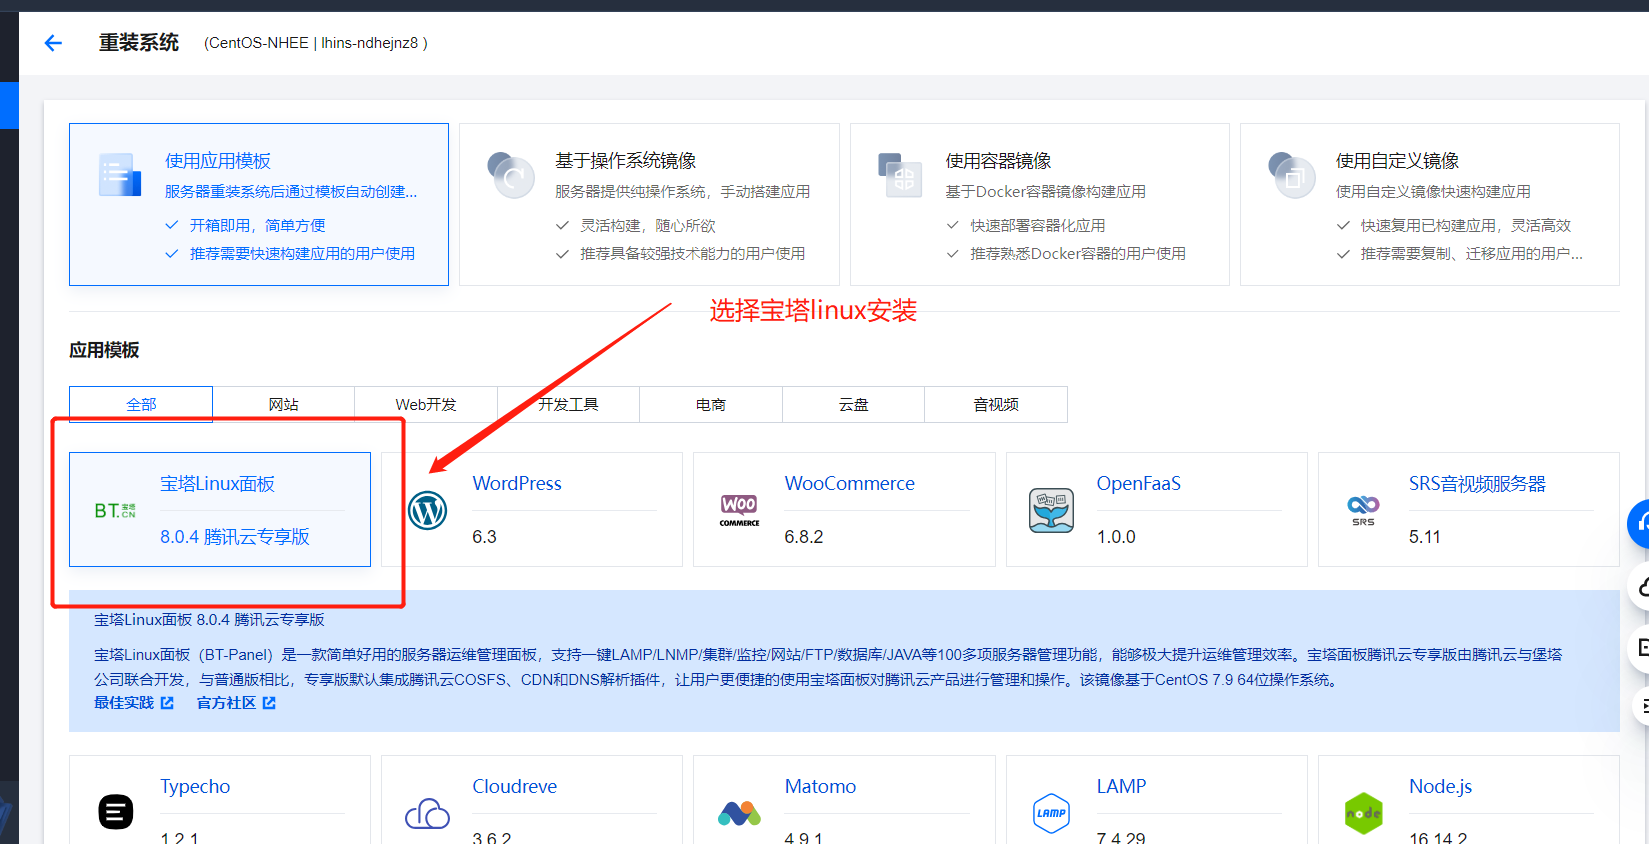 重装系统 (CentOS-NHEE | lhins-ndhejnz8 )
使用应用模板
服务器重装系统后通过模板自动创建...
开箱即用，简单方便
推荐需要快速构建应用的用户使用
基于操作系统镜像
服务器提供纯操作系统，手动搭建应用
灵活构建，随心所欲
推荐具备较强技术能力的用户使用
使用容器镜像
基于Docker容器镜像构建应用
快速部署容器化应用
推荐熟悉Docker容器的用户使用
使用自定义镜像
使用自定义镜像快速构建应用
快速复用已构建应用，灵活高效
推荐需要复制、迁移应用的用户...
选择宝塔linux安装
应用模板
全部 网站 Web开发 开发工具 电商 云盘 音视频
BT.宝塔.CN
宝塔Linux面板
8.0.4 腾讯云专享版
WordPress
6.3
WOO COMMERCE
WooCommerce
6.8.2
OpenFaaS
1.0.0
SRS
SRS音视频服务器
5.11
宝塔Linux面板 8.0.4 腾讯云专享版
宝塔Linux面板（BT-Panel）是一款简单好用的服务器运维管理面板，支持一键LAMP/LNMP/集群/监控/网站/FTP/数据库/JAVA等100多项服务器管理功能，能够极大提升运维管理效率。宝塔面板腾讯云专享版由腾讯云与堡塔
公司联合开发，与普通版相比，专享版默认集成腾讯云COSFS、CDN和DNS解析插件，让用户更便捷的使用宝塔面板对腾讯云产品进行管理和操作。该镜像基于CentOS 7.9 64位操作系统。
最佳实践 官方社区
Typecho
1.2.1
Cloudreve
3.6.2
Matomo
4.9.1
LAMP
LAMP
7.4.29
node
Node.js
16.14.2